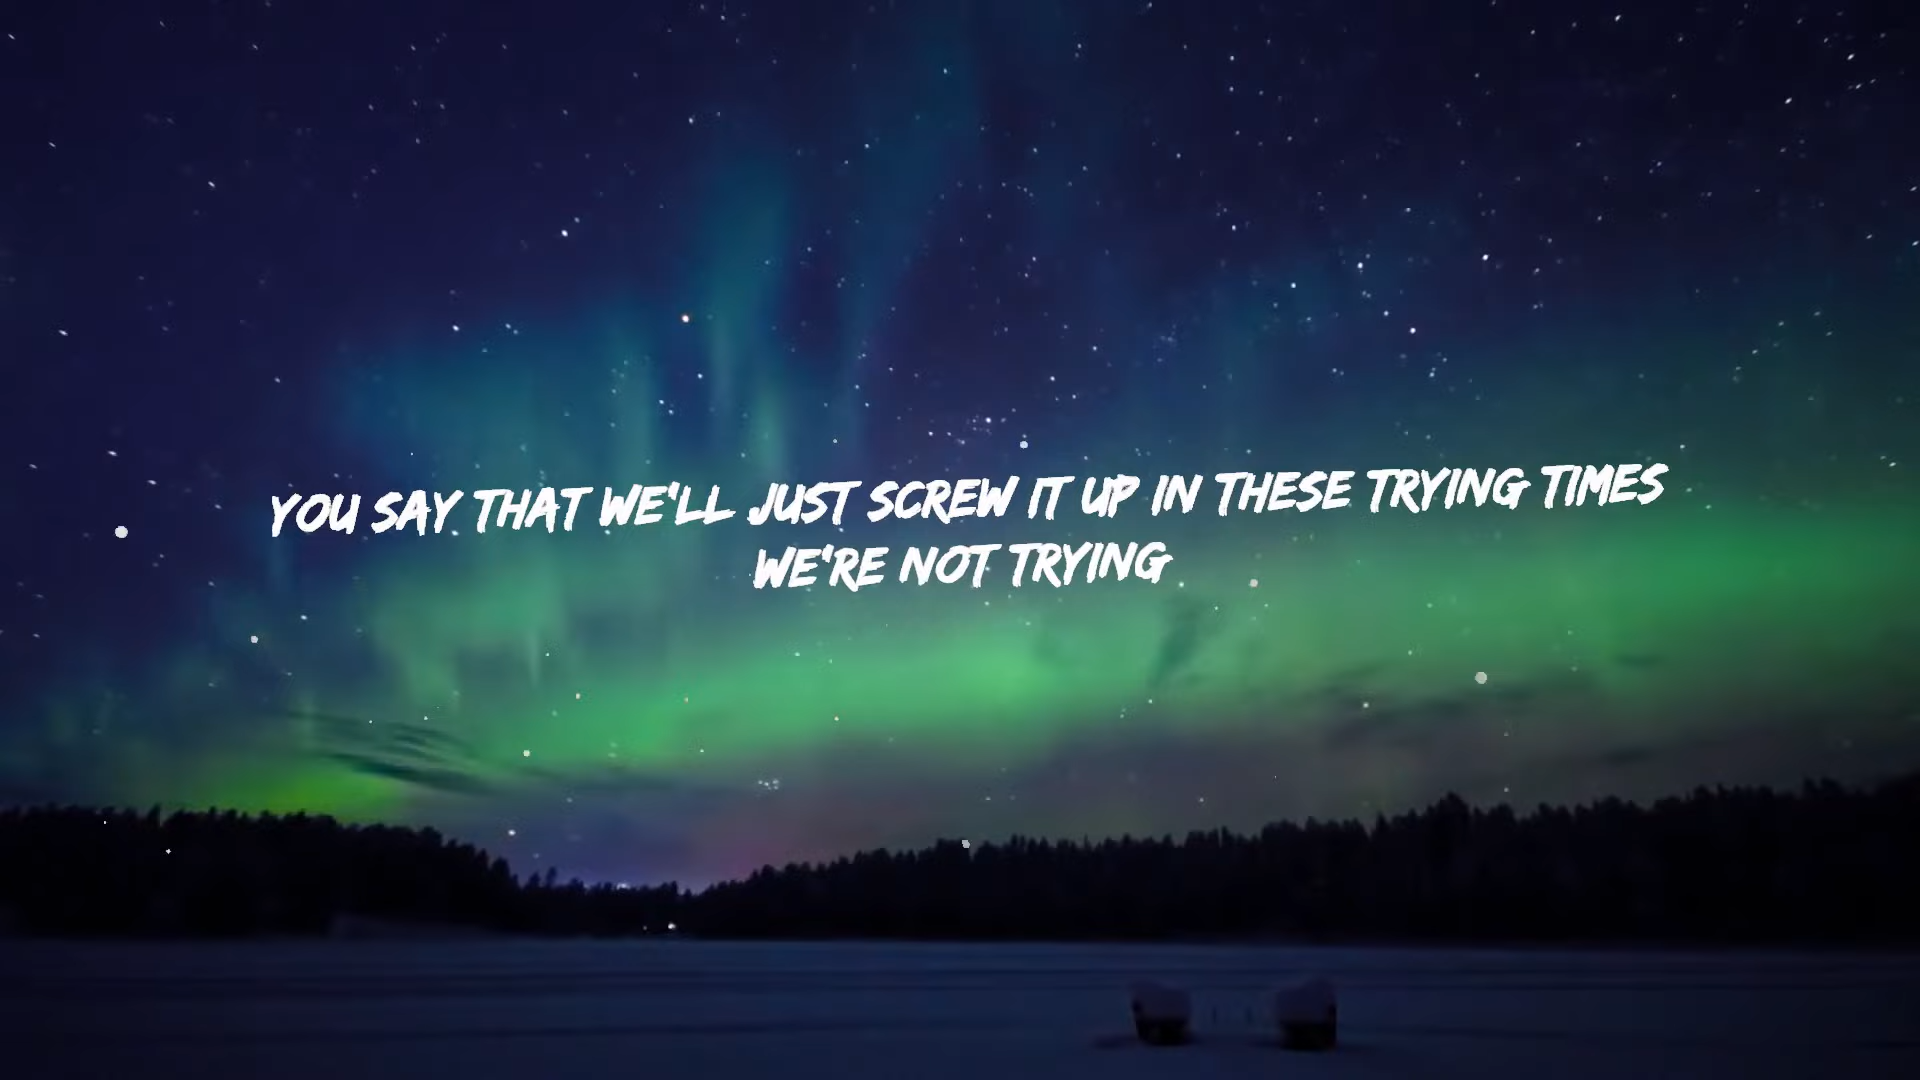 YOU SAY THAT WE'LL JUST SCREW IT UP IN THESE TRYING TIMES
WE'RE NOT TRYING